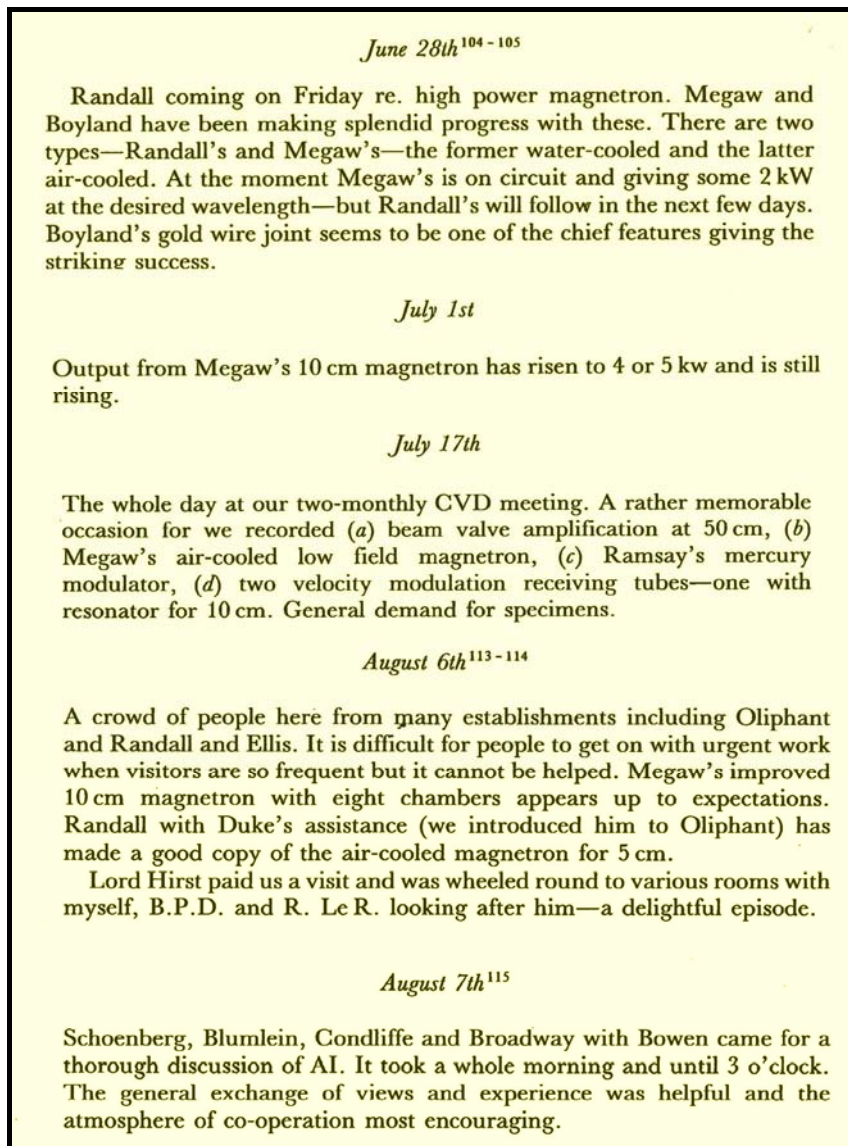 June 28th104-105
Randall coming on Friday re. high power magnetron. Megaw and
Boyland have been making splendid progress with these. There are two
types—Randall's and Megaw's—the former water-cooled and the latter
air-cooled. At the moment Megaw's is on circuit and giving some 2 kW
at the desired wavelength—but Randall's will follow in the next few days.
Boyland's gold wire joint seems to be one of the chief features giving the
striking success.
July 1st
Output from Megaw's 10 cm magnetron has risen to 4 or 5 kw and is still
rising.
July 17th
The whole day at our two-monthly CVD meeting. A rather memorable
occasion for we recorded (a) beam valve amplification at 50 cm, (b)
Megaw's air-cooled low field magnetron, (c) Ramsay's mercury
modulator, (d) two velocity modulation receiving tubes—one with
resonator for 10 cm. General demand for specimens.
August 6th113-114
A crowd of people here from many establishments including Oliphant
and Randall and Ellis. It is difficult for people to get on with urgent work
when visitors are so frequent but it cannot be helped. Megaw's improved
10 cm magnetron with eight chambers appears up to expectations.
Randall with Duke's assistance (we introduced him to Oliphant) has
made a good copy of the air-cooled magnetron for 5 cm.
Lord Hirst paid us a visit and was wheeled round to various rooms with
myself, B.P.D. and R. Le R. looking after him—a delightful episode.
August 7th115
Schoenberg, Blumlein, Condliffe and Broadway with Bowen came for a
thorough discussion of AI. It took a whole morning and until 3 o'clock.
The general exchange of views and experience was helpful and the
atmosphere of co-operation most encouraging.